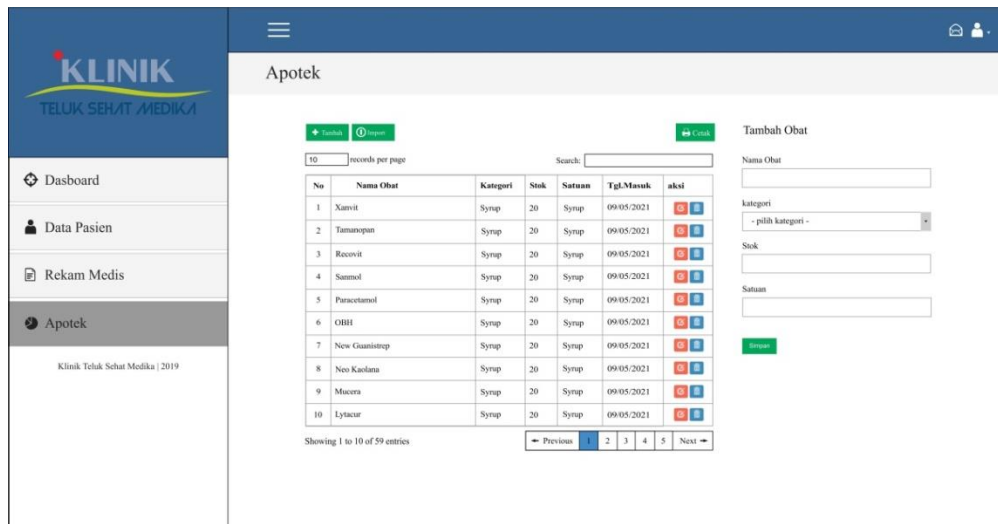 KLINIK
TELUK SEHAT MEDIKA
Dasboard
Data Pasien
Rekam Medis
Apotek
Klinik Teluk Sehat Medika | 2019
Apotek
Tambah Import Cetak
10 records per page Search:
No Nama Obat Kategori Stok Satuan Tgl.Masuk aksi
1 Xanvit Syrup 20 Syrup 09/05/2021
2 Tamanopan Syrup 20 Syrup 09/05/2021
3 Recovit Syrup 20 Syrup 09/05/2021
4 Sanmol Syrup 20 Syrup 09/05/2021
5 Paracetamol Syrup 20 Syrup 09/05/2021
6 OBH Syrup 20 Syrup 09/05/2021
7 New Guanistrep Syrup 20 Syrup 09/05/2021
8 Neo Kaolana Syrup 20 Syrup 09/05/2021
9 Mucera Syrup 20 Syrup 09/05/2021
10 Lytacur Syrup 20 Syrup 09/05/2021
Showing 1 to 10 of 59 entries
Previous 1 2 3 4 5 Next
Tambah Obat
Nama Obat
kategori
- pilih kategori -
Stok
Satuan
Simpan